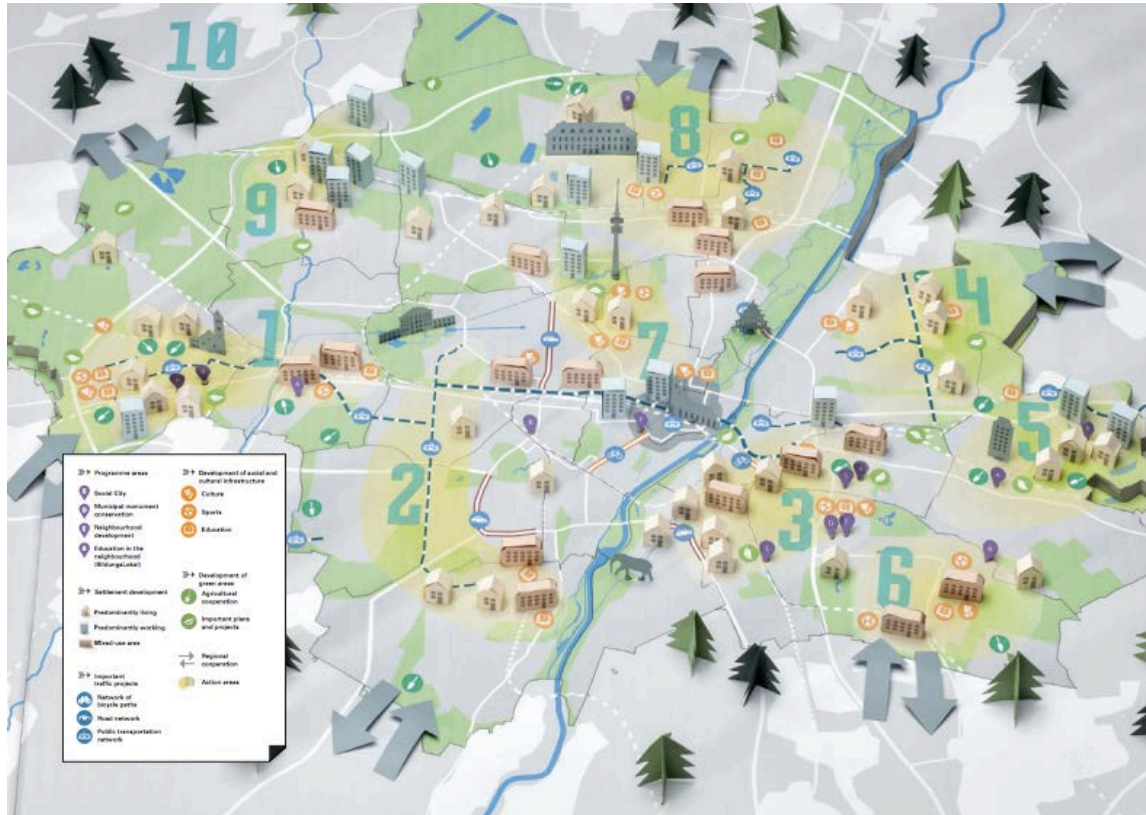 10
8
9
4
1
7
5
2
3
6
Programme areas
Social City
Municipal monument
conservation
Neighbourhood
development
Education in the
neighbourhood
(BildungsLokal)
Settlement development
Predominantly living
Predominantly working
Mixed-use area
Important
traffic projects
Network of
bicycle paths
Road network
Public transportation
network
Development of social and
cultural infrastructure
Culture
Sports
Education
Development of
green areas
Agricultural
cooperation
Important plans
and projects
Regional
cooperation
Action areas